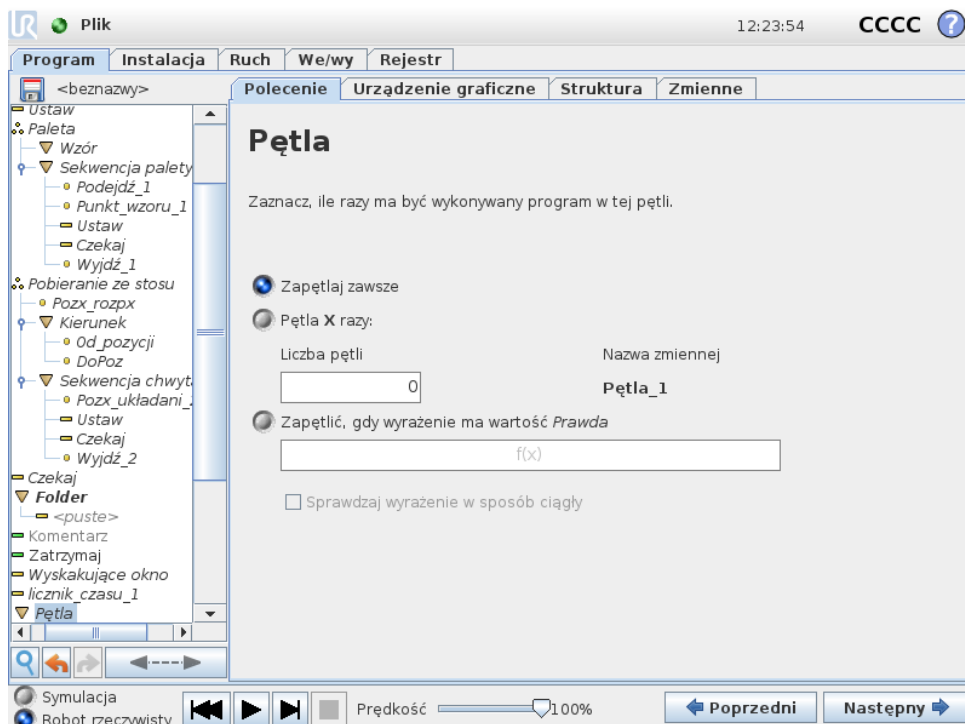 Plik 12:23:54 CCCC ?
Program Instalacja Ruch We/wy Rejestr
<beznazwy> Polecenie Urządzenie graficzne Struktura Zmienne
Ustaw
Paleta
Wzór
Sekwencja palety
Podejdź_1
Punkt_wzoru_1
Ustaw
Czekaj
Wyjdź_1
Pobieranie ze stosu
Pozx_rozpx
Kierunek
Od_pozycji
DoPoz
Sekwencja chwyt
Pozx_układani_
Ustaw
Czekaj
Wyjdź_2
Czekaj
Folder
<puste>
Komentarz
Zatrzymaj
Wyskakujące okno
licznik_czasu_1
Pętla
Pętla
Zaznacz, ile razy ma być wykonywany program w tej pętli.
Zapętlaj zawsze
Pętla X razy:
Liczba pętli Nazwa zmiennej
0 Pętla_1
Zapętlić, gdy wyrażenie ma wartość Prawda
f(x)
Sprawdzaj wyrażenie w sposób ciągły
Symulacja
Robot rzeczywisty
Prędkość 100% Poprzedni Następny